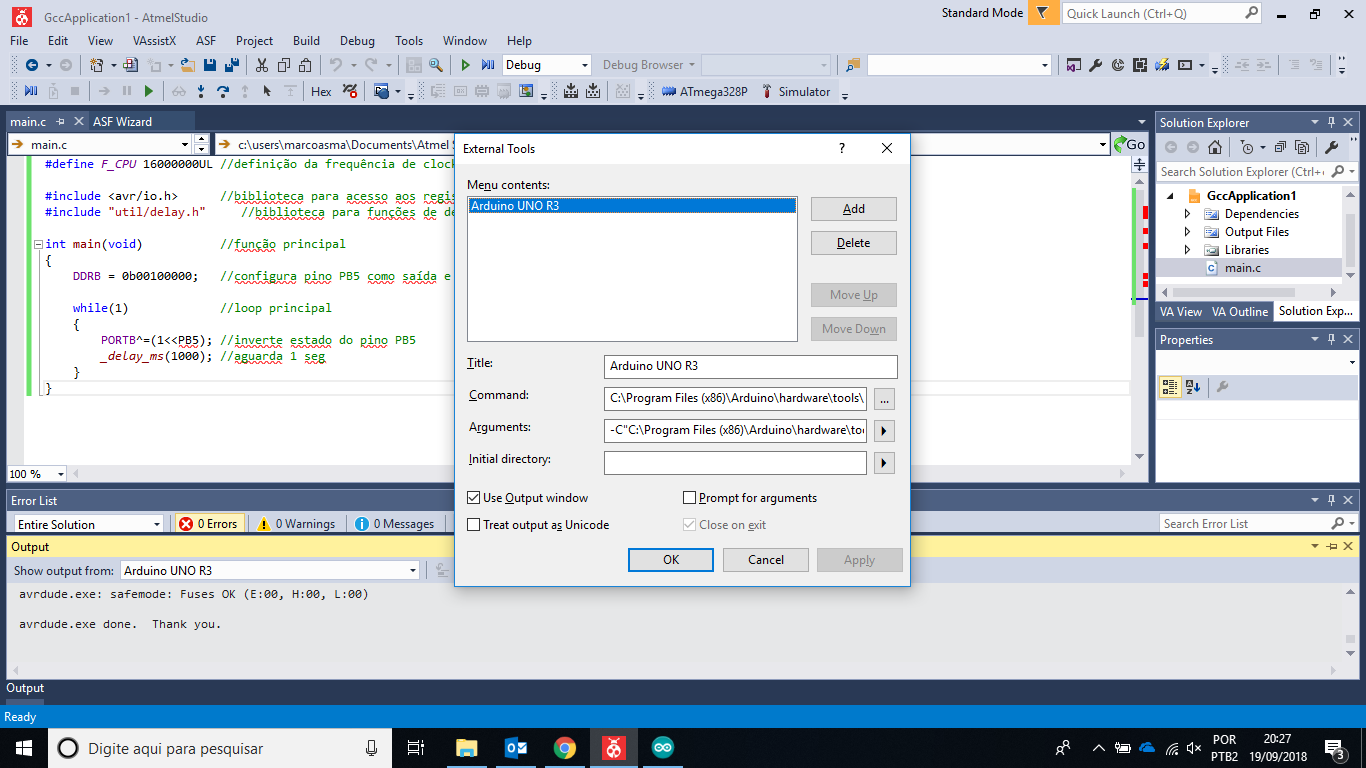 GccApplication1 - AtmelStudio
Standard Mode
Quick Launch (Ctrl+Q)
File Edit View VAssistX ASF Project Build Debug Tools Window Help
Debug
Debug Browser
Hex
ATmega328P
Simulator
main.c
ASF Wizard
main.c
c:\users\marcoasma\Documents\Atmel S
Go
#define F_CPU 16000000UL //definição da frequência de clock
#include <avr/io.h> //biblioteca para acesso aos regis
#include "util/delay.h" //biblioteca para funções de de
int main(void) //função principal
{
DDRB = 0b00100000; //configura pino PB5 como saída e
while(1) //loop principal
{
PORTB^=(1<<PB5); //inverte estado do pino PB5
_delay_ms(1000); //aguarda 1 seg
}
}
100 %
External Tools
?
Menu contents:
Arduino UNO R3
Add
Delete
Move Up
Move Down
Title:
Arduino UNO R3
Command:
C:\Program Files (x86)\Arduino\hardware\tools\
...
Arguments:
-C"C:\Program Files (x86)\Arduino\hardware\too
Initial directory:
Use Output window
Prompt for arguments
Treat output as Unicode
Close on exit
OK
Cancel
Apply
Solution Explorer
Search Solution Explorer (Ctrl+
GccApplication1
Dependencies
Output Files
Libraries
main.c
VA View VA Outline Solution Exp...
Properties
Error List
Entire Solution
0 Errors
0 Warnings
0 Messages
Search Error List
Output
Show output from: Arduino UNO R3
avrdude.exe: safemode: Fuses OK (E:00, H:00, L:00)
avrdude.exe done. Thank you.
Output
Ready
Digite aqui para pesquisar
POR
PTB2
20:27
19/09/2018
3